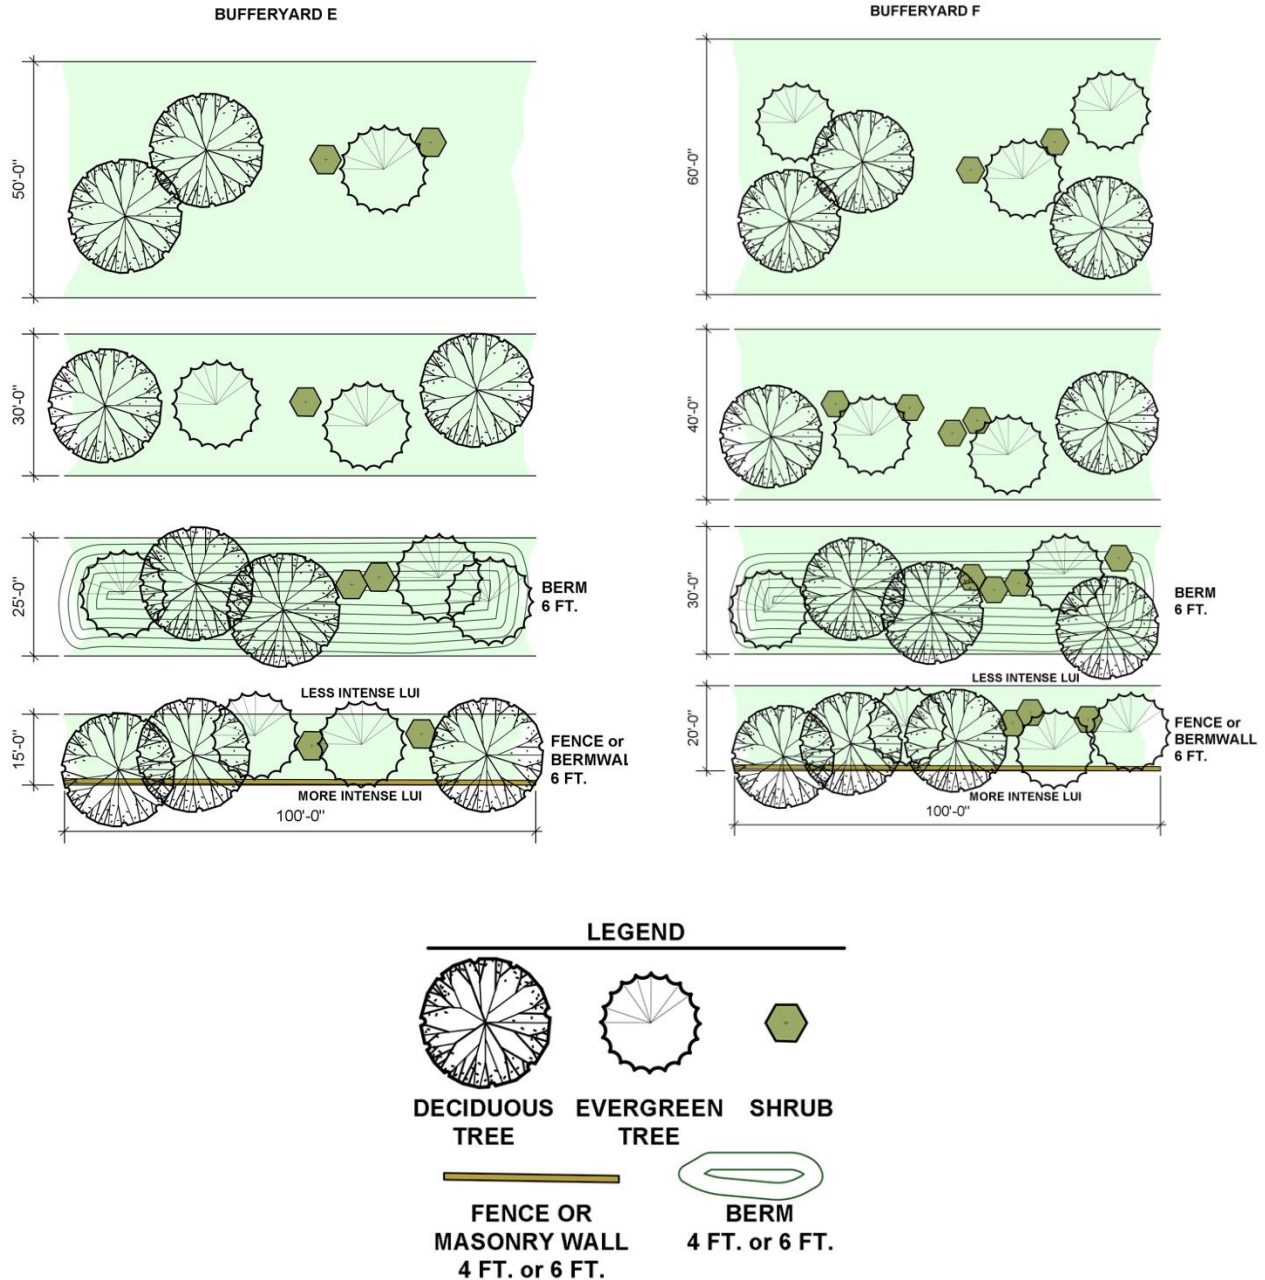 BUFFERYARD E
50'-0"
30'-0"
25'-0"
BERM
6 FT.
LESS INTENSE LUI
15'-0"
FENCE or
BERMWAL
6 FT.
MORE INTENSE LUI
100'-0"
BUFFERYARD F
60'-0"
40'-0"
30'-0"
BERM
6 FT.
LESS INTENSE LUI
20'-0"
FENCE or
BERMWALL
6 FT.
MORE INTENSE LUI
100'-0"
LEGEND
DECIDUOUS
TREE
EVERGREEN
TREE
SHRUB
FENCE OR
MASONRY WALL
4 FT. or 6 FT.
BERM
4 FT. or 6 FT.